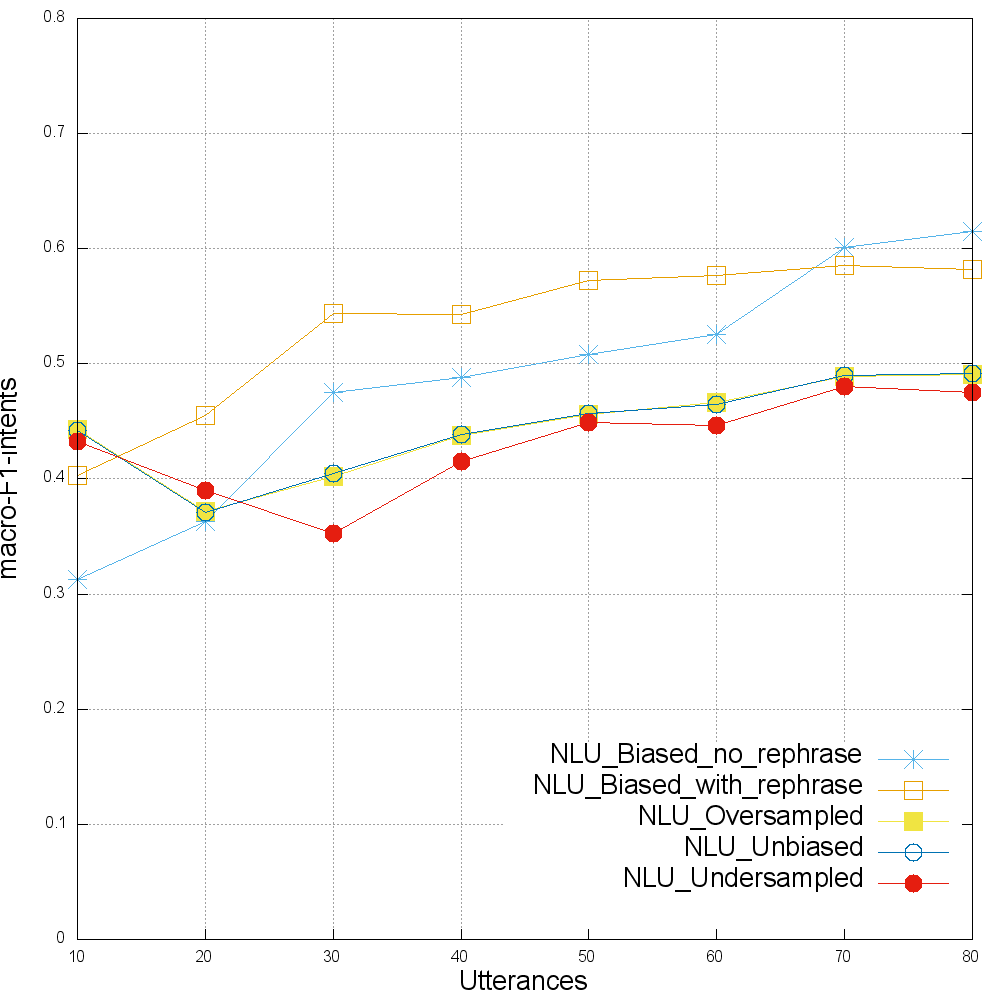 0.8
0.7
0.6
0.5
0.4
0.3
0.2
0.1
0
macro-F1-intents
NLU_Biased_no_rephrase
NLU_Biased_with_rephrase
NLU_Oversampled
NLU_Unbiased
NLU_Undersampled
10 20 30 40 50 60 70 80
Utterances